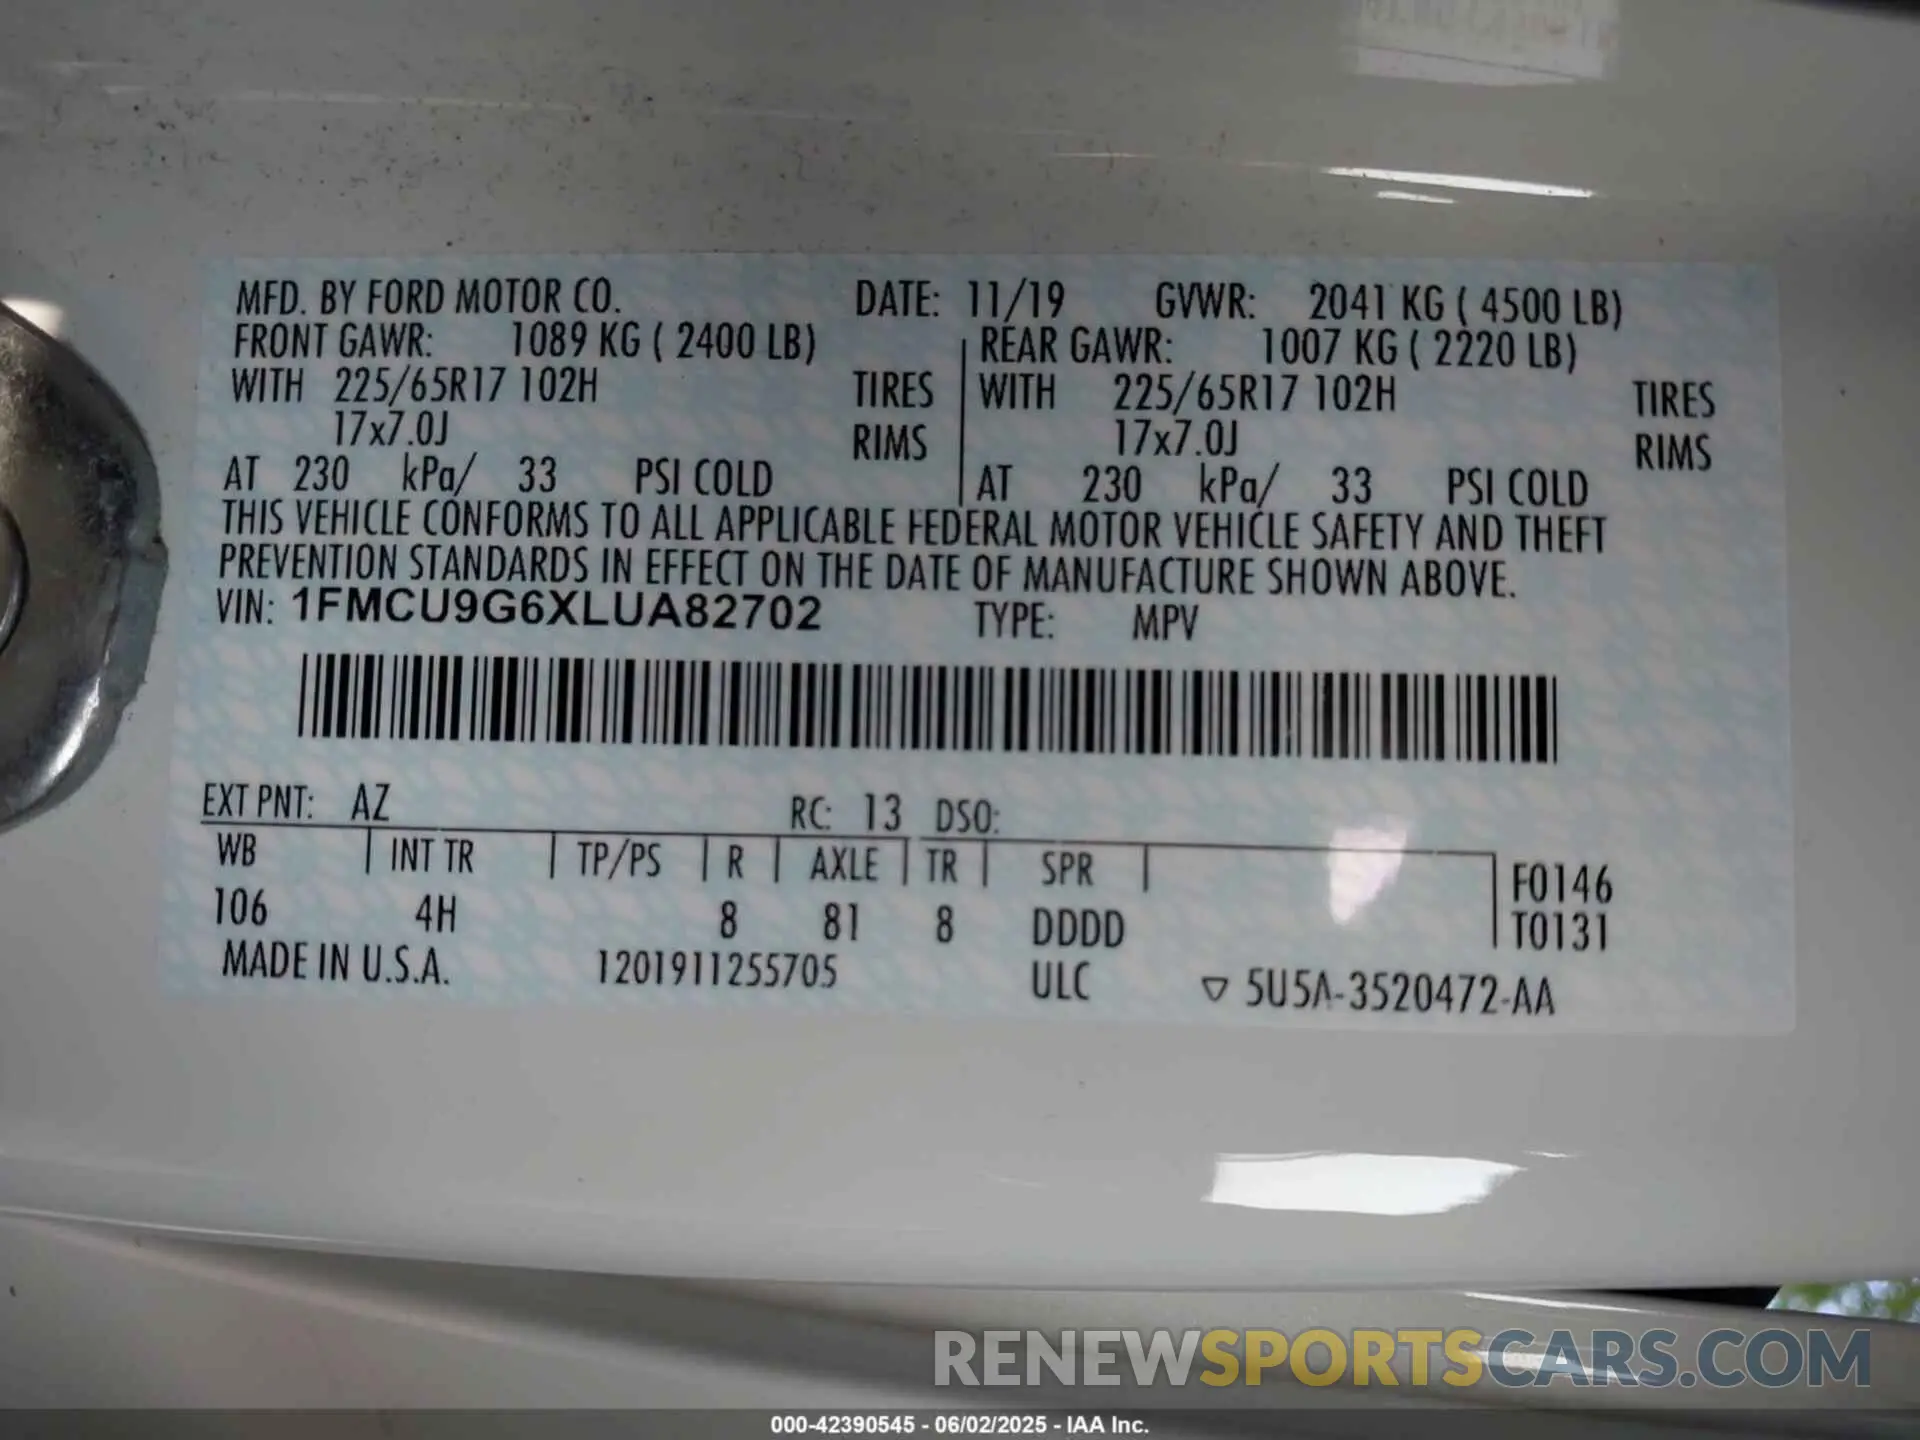 MFD. BY FORD MOTOR CO. DATE: 11/19 GVWR: 2041 KG ( 4500 LB)
FRONT GAWR: 1089 KG ( 2400 LB) REAR GAWR: 1007 KG ( 2220 LB)
WITH 225/65R17 102H TIRES WITH 225/65R17 102H TIRES
17x7.0J RIMS 17x7.0J RIMS
AT 230 kPa/ 33 PSI COLD AT 230 kPa/ 33 PSI COLD
THIS VEHICLE CONFORMS TO ALL APPLICABLE FEDERAL MOTOR VEHICLE SAFETY AND THEFT
PREVENTION STANDARDS IN EFFECT ON THE DATE OF MANUFACTURE SHOWN ABOVE.
VIN: 1FMCU9G6XLUA82702 TYPE: MPV
EXT PNT: AZ RC: 13 DSO:
WB INT TR TP/PS R AXLE TR SPR F0146
106 4H 8 81 8 DDDD T0131
MADE IN U.S.A. 1201911255705 ULC ▽ 5U5A-3520472-AA
RENEWSPORTSCARS.COM
000-42390545 - 06/02/2025 - IAA Inc.